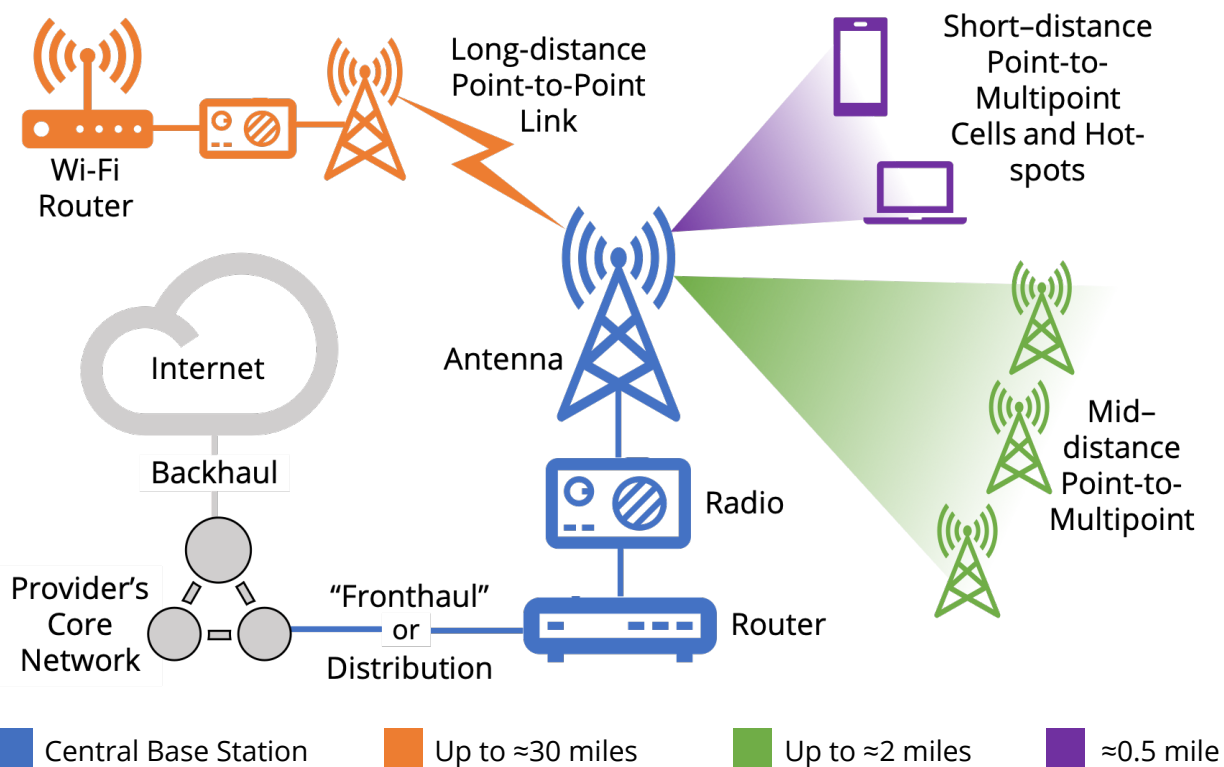 Long-distance
Point-to-Point
Link
Short–distance
Point-to-
Multipoint
Cells and Hot-
spots
Wi-Fi
Router
Internet
Antenna
Backhaul
Radio
Mid–
distance
Point-to-
Multipoint
Provider’s
Core
Network
“Fronthaul”
or
Distribution
Router
Central Base Station
Up to ≈30 miles
Up to ≈2 miles
≈0.5 mile